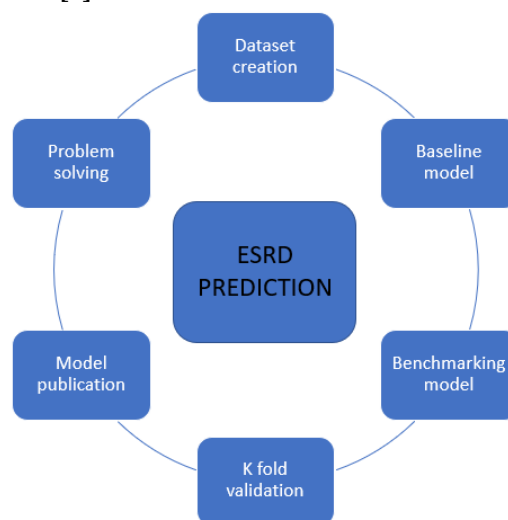 Dataset
creation
Problem
solving
Baseline
model
ESRD
PREDICTION
Model
publication
Benchmarking
model
K fold
validation